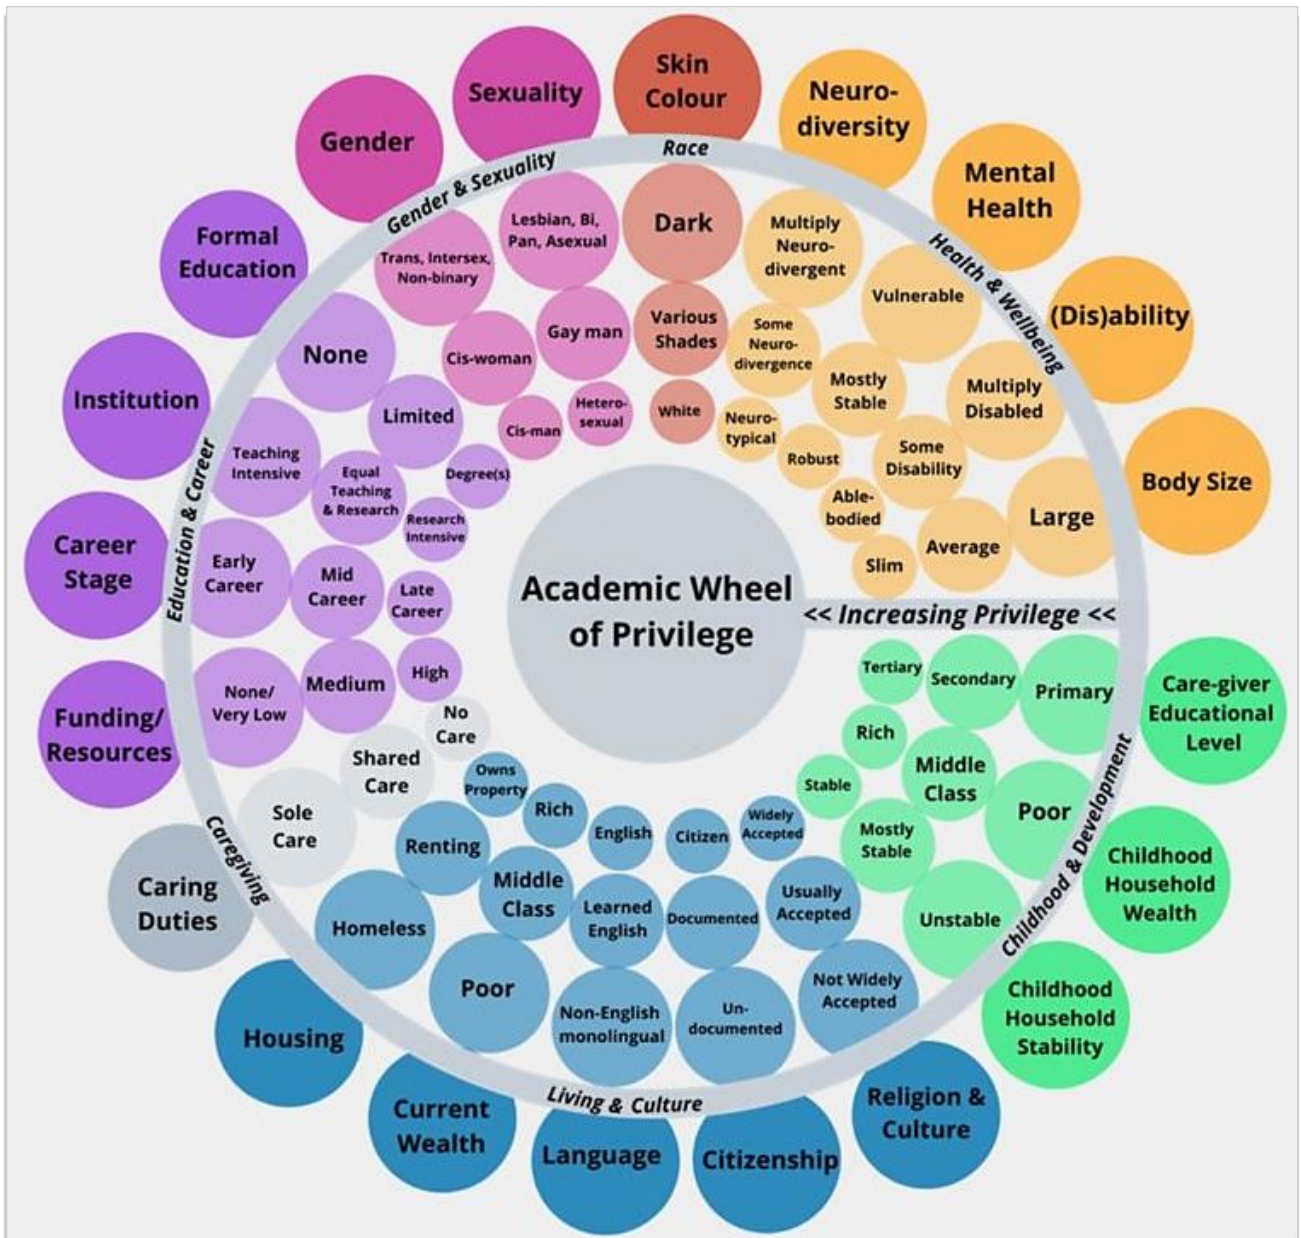 Academic Wheel
of Privilege
<< Increasing Privilege <<
Race
Skin
Colour
Dark
Various
Shades
White
Health & Wellbeing
Neuro-
diversity
Multiply
Neuro-
divergent
Some
Neuro-
divergence
Neuro-
typical
Mental
Health
Vulnerable
Mostly
Stable
Robust
(Dis)ability
Multiply
Disabled
Some
Disability
Able-
bodied
Body Size
Large
Average
Slim
Childhood & Development
Care-giver
Educational
Level
Primary
Secondary
Tertiary
Childhood
Household
Wealth
Poor
Middle
Class
Rich
Childhood
Household
Stability
Unstable
Mostly
Stable
Stable
Living & Culture
Religion &
Culture
Not Widely
Accepted
Usually
Accepted
Widely
Accepted
Citizenship
Un-
documented
Documented
Citizen
Language
Non-English
monolingual
Learned
English
English
Current
Wealth
Poor
Middle
Class
Rich
Housing
Homeless
Renting
Owns
Property
Caregiving
Caring
Duties
Sole
Care
Shared
Care
No
Care
Education & Career
Funding/
Resources
None/
Very Low
Medium
High
Career
Stage
Early
Career
Mid
Career
Late
Career
Institution
Teaching
Intensive
Equal
Teaching
& Research
Research
Intensive
Formal
Education
None
Limited
Degree(s)
Gender & Sexuality
Gender
Trans, Intersex,
Non-binary
Cis-woman
Cis-man
Sexuality
Lesbian, Bi,
Pan, Asexual
Gay man
Hetero-
sexual